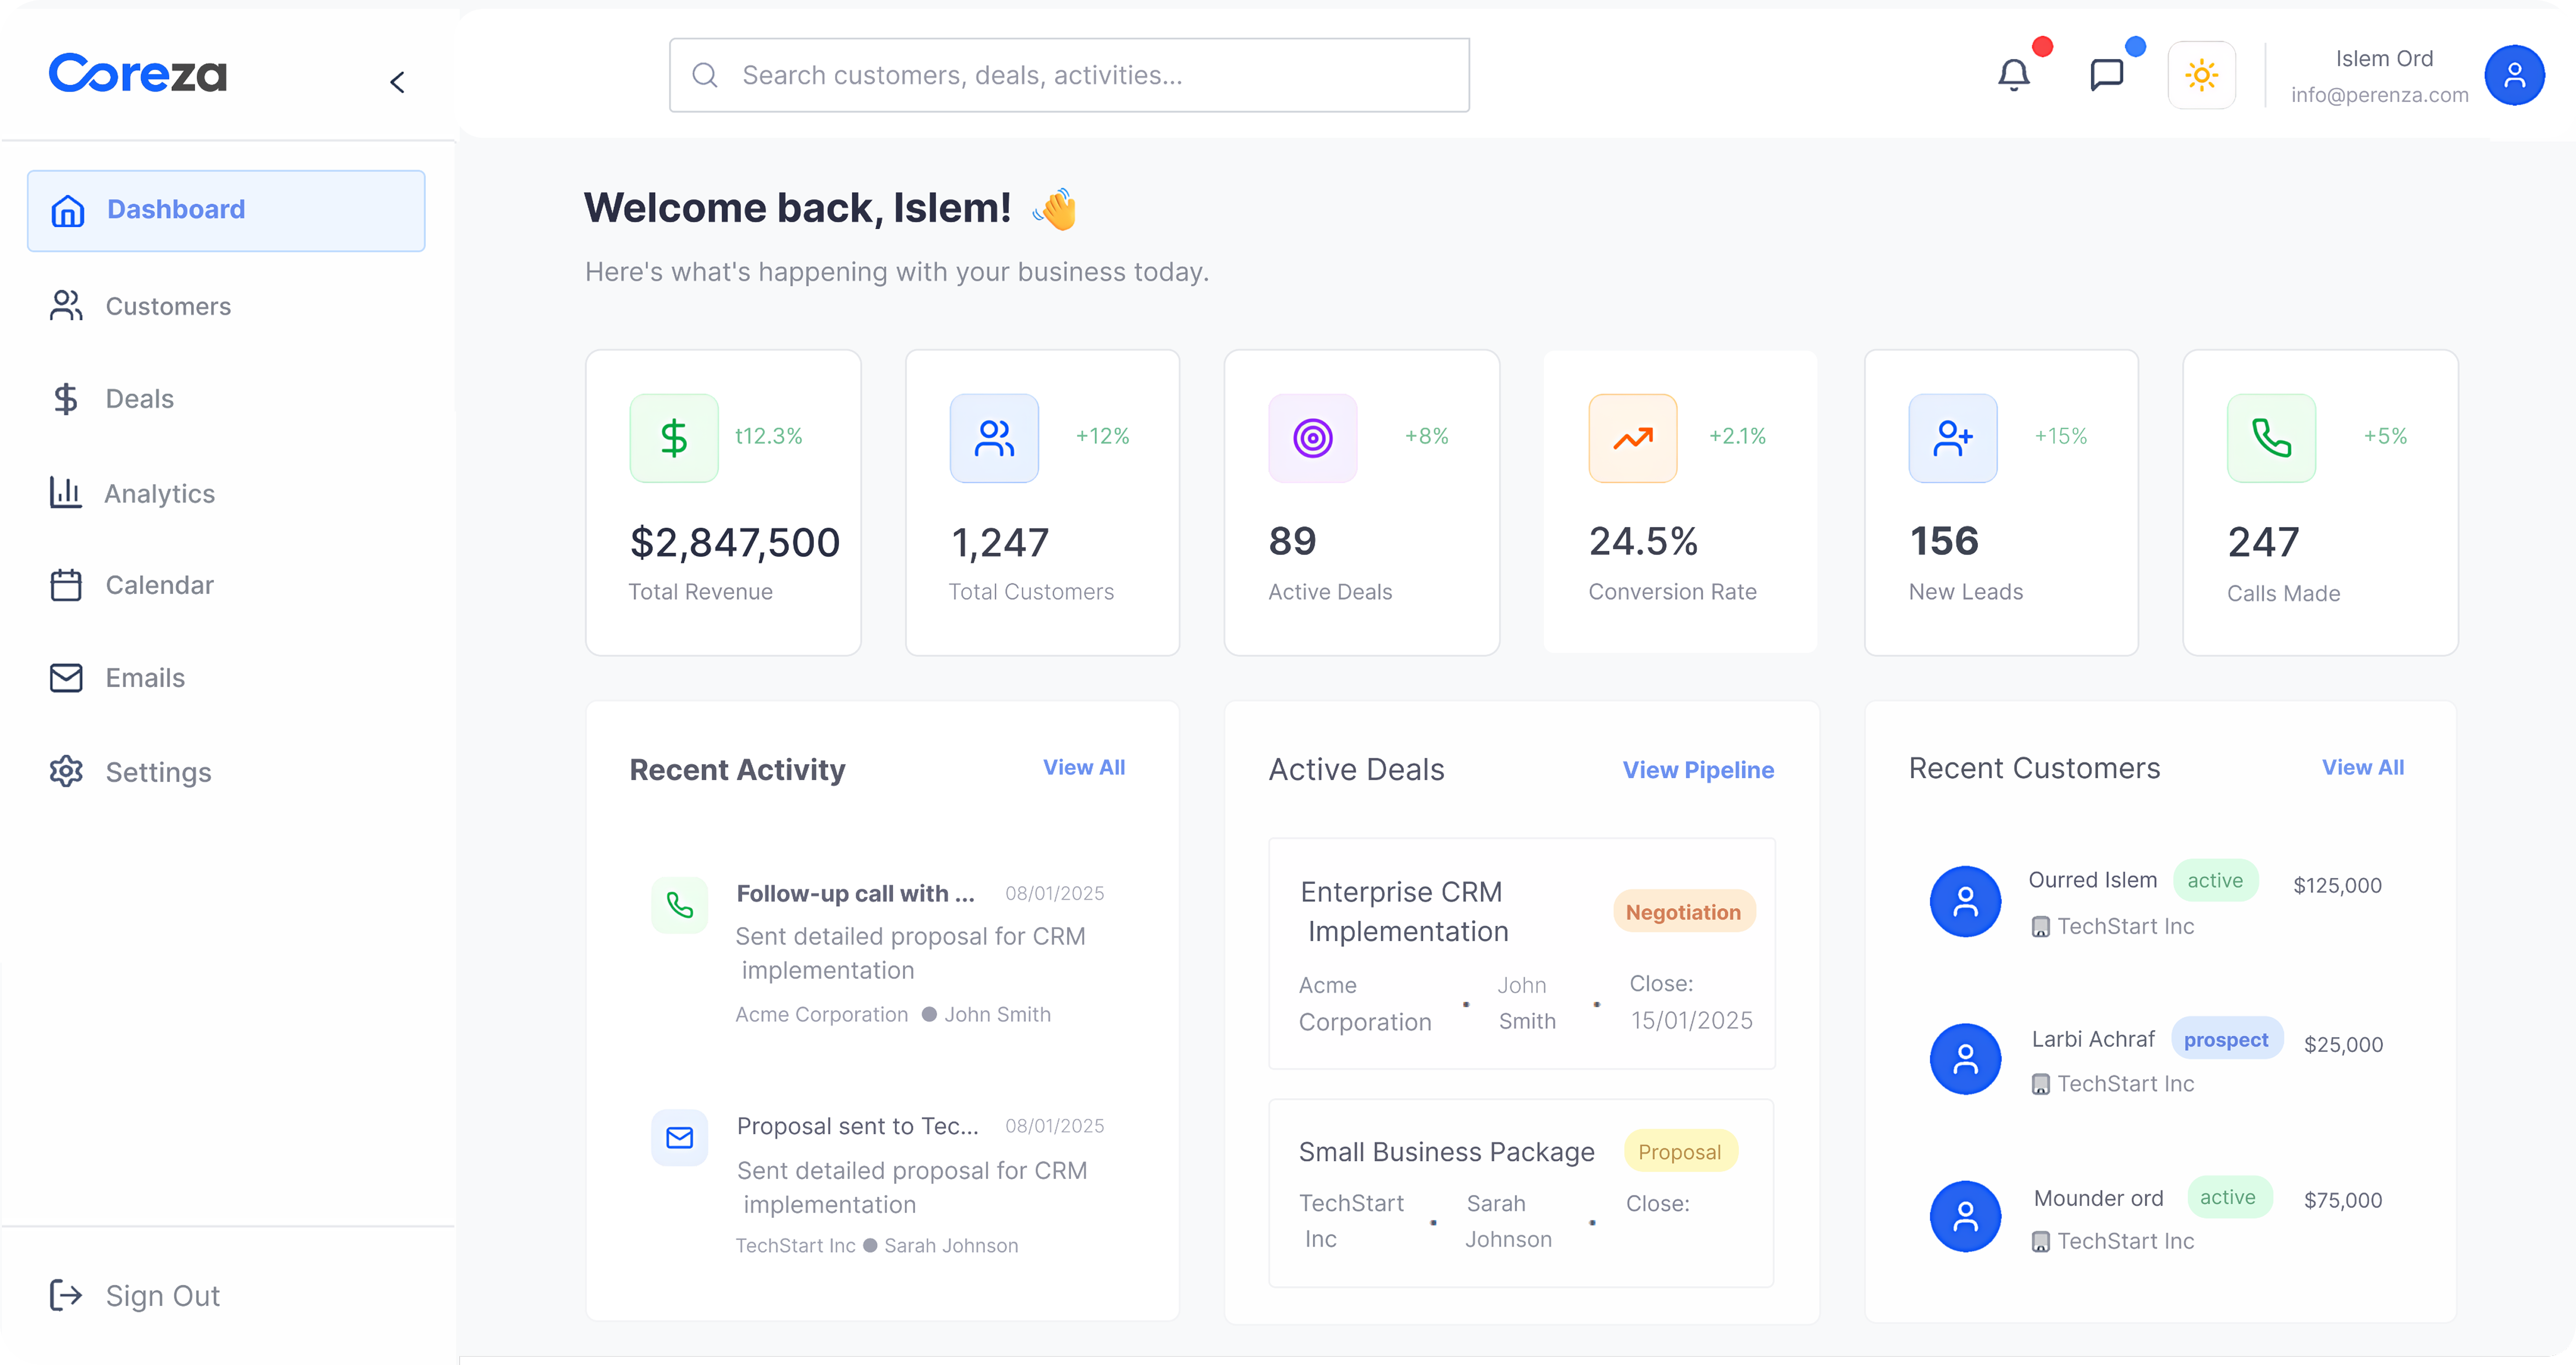 Coreza
Search customers, deals, activities...
Islem Ord
info@perenza.com
Dashboard
Customers
Deals
Analytics
Calendar
Emails
Settings
Sign Out
Welcome back, Islem! 👋
Here's what's happening with your business today.
t12.3%
$2,847,500
Total Revenue
+12%
1,247
Total Customers
+8%
89
Active Deals
+2.1%
24.5%
Conversion Rate
+15%
156
New Leads
+5%
247
Calls Made
Recent Activity View All
Follow-up call with ... 08/01/2025
Sent detailed proposal for CRM
implementation
Acme Corporation ● John Smith
Proposal sent to Tec... 08/01/2025
Sent detailed proposal for CRM
implementation
TechStart Inc ● Sarah Johnson
Active Deals View Pipeline
Enterprise CRM
Implementation
Negotiation
Acme
Corporation
John
Smith
Close:
15/01/2025
Small Business Package Proposal
TechStart
Inc
Sarah
Johnson
Close:
Recent Customers View All
Ourred Islem active $125,000
TechStart Inc
Larbi Achraf prospect $25,000
TechStart Inc
Mounder ord active $75,000
TechStart Inc